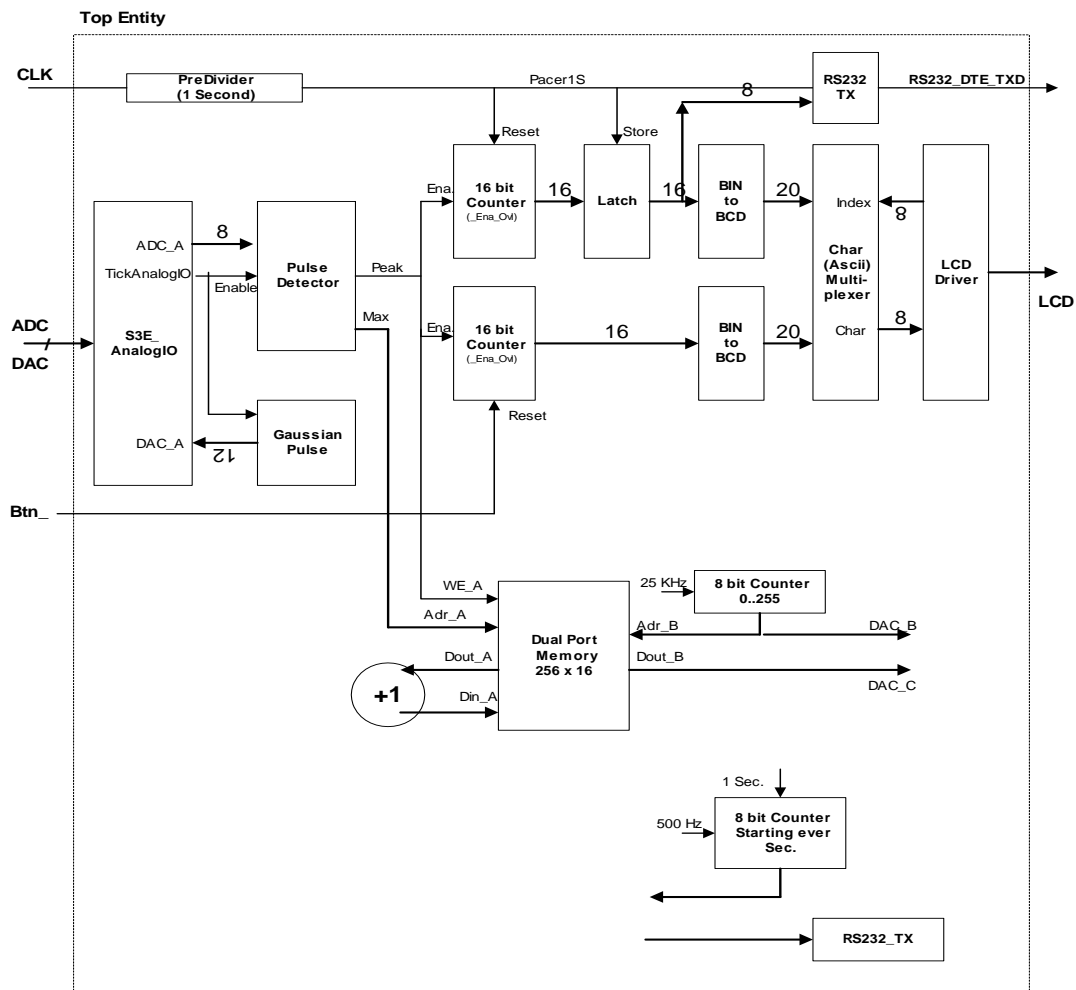 Top Entity
CLK
PreDivider
(1 Second)
Pacer1S
RS232
TX
RS232_DTE_TXD
8
Reset
Store
Ena.
16 bit
Counter
(_Ena_Ovl)
16
Latch
16
BIN
to
BCD
20
Index
8
Char
(Ascii)
Multi-
plexer
Char
8
LCD
Driver
LCD
ADC_A
8
TickAnalogIO
Enable
Pulse
Detector
Peak
Max
ADC
DAC
S3E_
AnalogIO
Ena.
16 bit
Counter
(_Ena_Ovl)
16
BIN
to
BCD
20
Reset
DAC_A
12
Gaussian
Pulse
Btn_
WE_A
Adr_A
Dout_A
+1
Din_A
Dual Port
Memory
256 x 16
25 KHz
8 bit Counter
0..255
Adr_B
DAC_B
Dout_B
DAC_C
1 Sec.
500 Hz
8 bit Counter
Starting ever
Sec.
RS232_TX